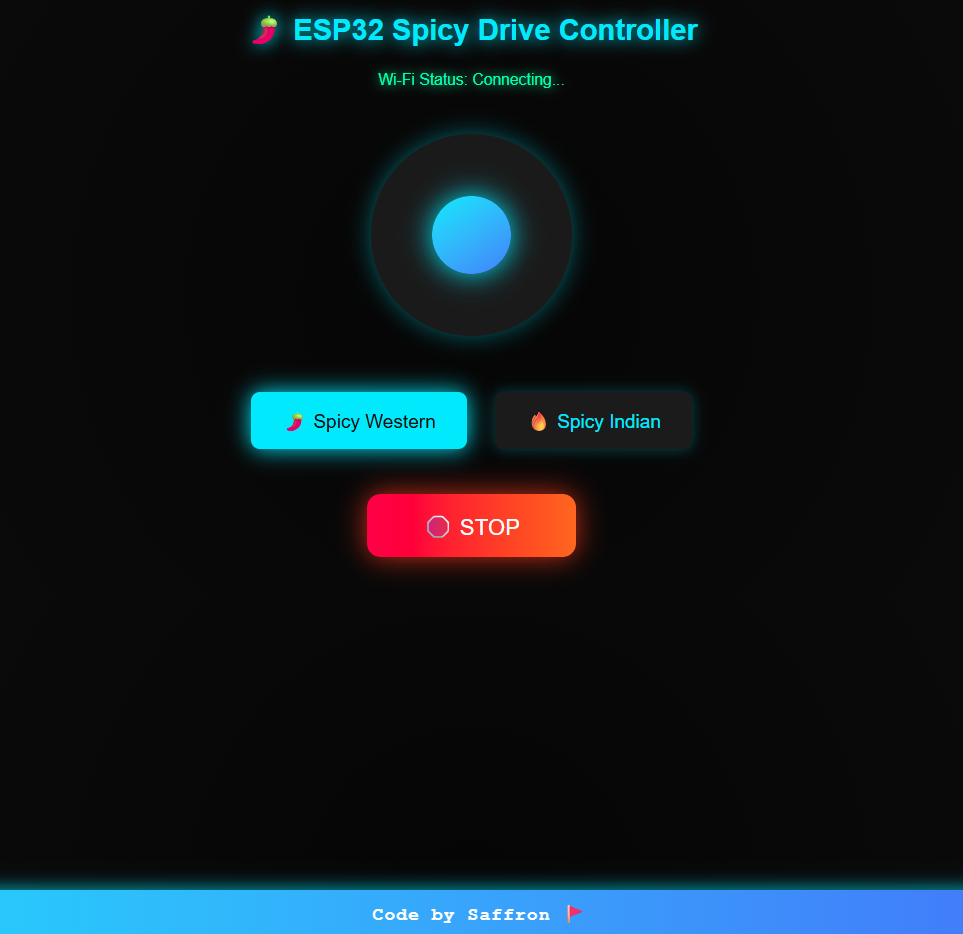 🌶️ ESP32 Spicy Drive Controller
Wi-Fi Status: Connecting...
🌶️ Spicy Western
🔥 Spicy Indian
🛑 STOP
Code by Saffron 🚩